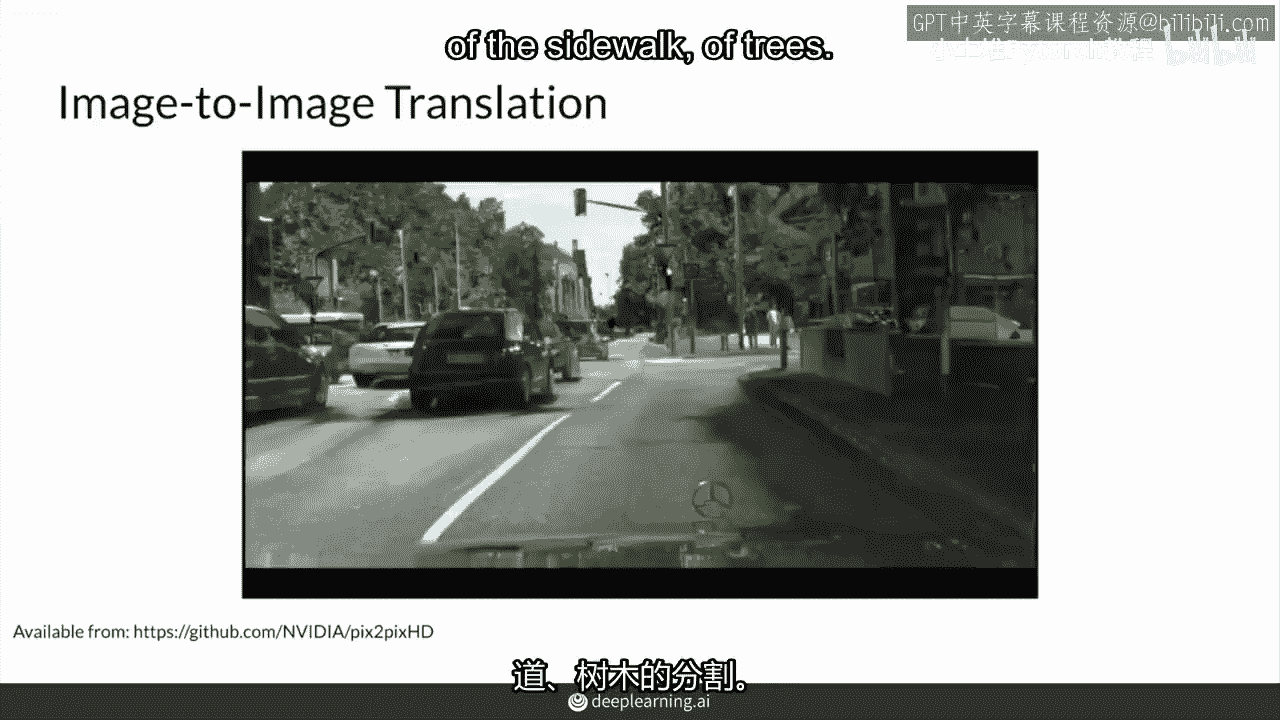 GPT中英字幕课程资源@bilibili.com
of the sidewalk, of trees.
Image-to-Image Translation
Available from: https://github.com/NVIDIA/pix2pixHD
道、树木的分割。
deeplearning.ai